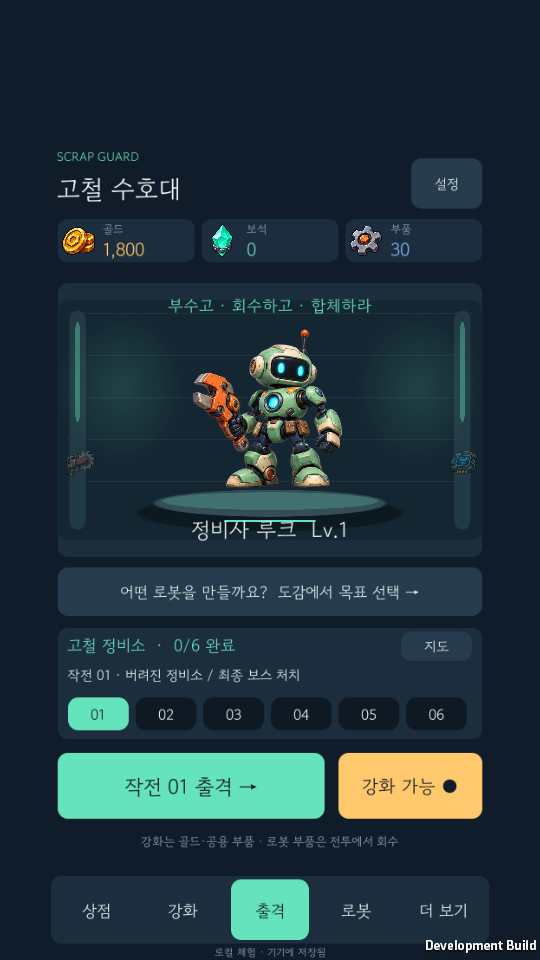 SCRAP GUARD
고철 수호대
설정
골드
1,800
보석
0
부품
30
부수고 · 회수하고 · 합체하라
정비사 루크 Lv.1
어떤 로봇을 만들까요? 도감에서 목표 선택 →
고철 정비소 · 0/6 완료
지도
작전 01 · 버려진 정비소 / 최종 보스 처치
01 02 03 04 05 06
작전 01 출격 →
강화 가능 ●
강화는 골드·공용 부품 · 로봇 부품은 전투에서 회수
상점 강화 출격 로봇 더 보기
로컬 체험 · 기기에 저장됨
Development Build